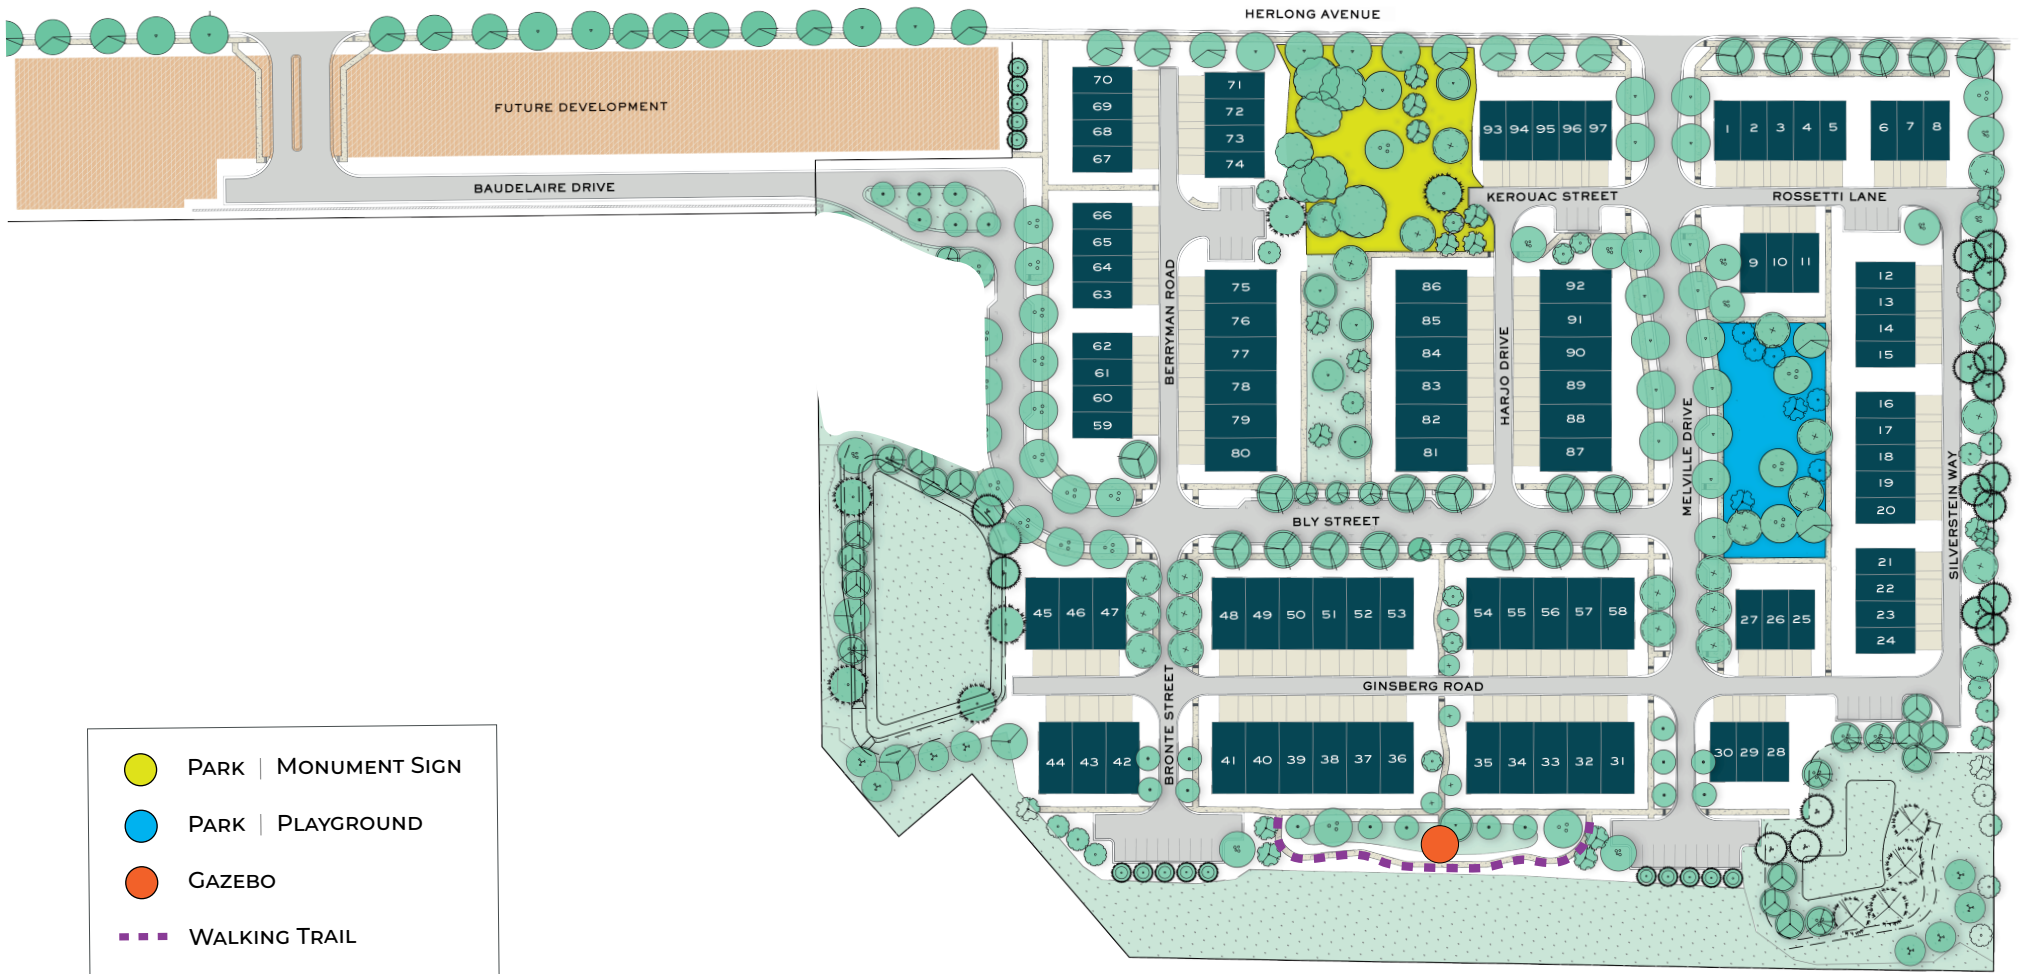 HERLONG AVENUE
FUTURE DEVELOPMENT
BAUDELAIRE DRIVE
70
69
68
67
71
72
73
74
93 94 95 96 97
1 2 3 4 5
6 7 8
KEROUAC STREET
ROSSETTI LANE
66
65
64
63
BERRYMAN ROAD
75
76
77
78
79
80
86
85
84
83
82
81
HARJO DRIVE
92
91
90
89
88
87
9 10 11
12
13
14
15
62
61
60
59
MELVILLE DRIVE
16
17
18
19
20
SILVERSTEIN WAY
BLY STREET
21
22
23
24
45 46 47
48 49 50 51 52 53
54 55 56 57 58
27 26 25
GINSBERG ROAD
BRONTE STREET
44 43 42
41 40 39 38 37 36
35 34 33 32 31
30 29 28
PARK | MONUMENT SIGN
PARK | PLAYGROUND
GAZEBO
WALKING TRAIL